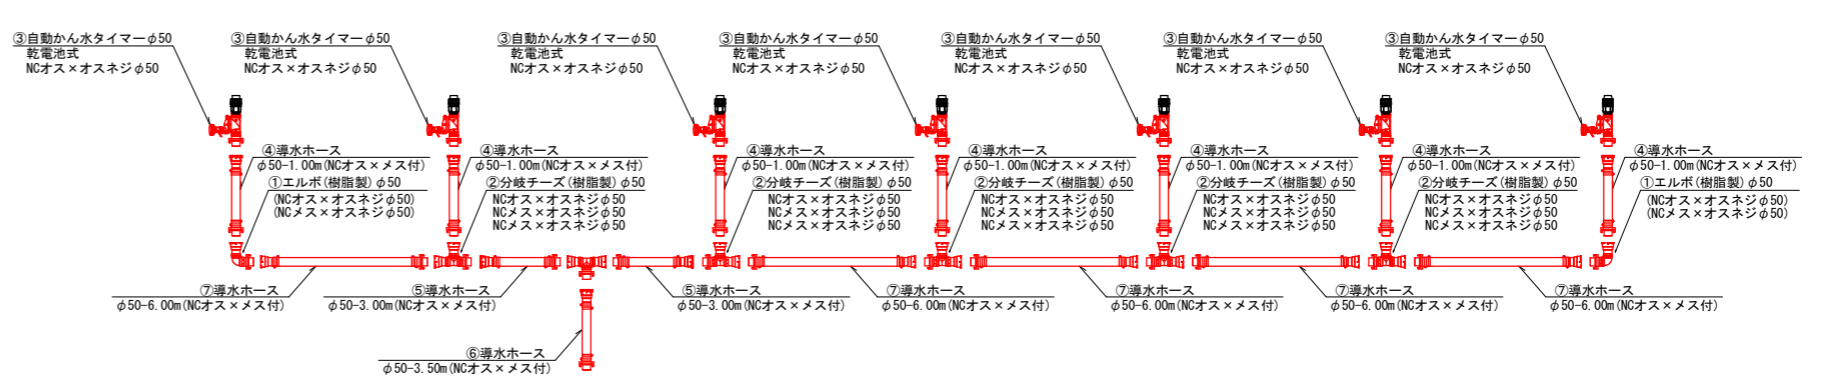 ③自動かん水タイマーφ50
乾電池式
NCオス×オスネジφ50
③自動かん水タイマーφ50
乾電池式
NCオス×オスネジφ50
③自動かん水タイマーφ50
乾電池式
NCオス×オスネジφ50
③自動かん水タイマーφ50
乾電池式
NCオス×オスネジφ50
③自動かん水タイマーφ50
乾電池式
NCオス×オスネジφ50
③自動かん水タイマーφ50
乾電池式
NCオス×オスネジφ50
③自動かん水タイマーφ50
乾電池式
NCオス×オスネジφ50
④導水ホース
φ50-1.00m(NCオス×メス付)
①エルボ(樹脂製)φ50
(NCオス×オスネジφ50)
(NCメス×オスネジφ50)
④導水ホース
φ50-1.00m(NCオス×メス付)
②分岐チーズ(樹脂製)φ50
NCオス×オスネジφ50
NCメス×オスネジφ50
NCメス×オスネジφ50
④導水ホース
φ50-1.00m(NCオス×メス付)
②分岐チーズ(樹脂製)φ50
NCオス×オスネジφ50
NCメス×オスネジφ50
NCメス×オスネジφ50
④導水ホース
φ50-1.00m(NCオス×メス付)
②分岐チーズ(樹脂製)φ50
NCオス×オスネジφ50
NCメス×オスネジφ50
NCメス×オスネジφ50
④導水ホース
φ50-1.00m(NCオス×メス付)
②分岐チーズ(樹脂製)φ50
NCオス×オスネジφ50
NCメス×オスネジφ50
NCメス×オスネジφ50
④導水ホース
φ50-1.00m(NCオス×メス付)
②分岐チーズ(樹脂製)φ50
NCオス×オスネジφ50
NCメス×オスネジφ50
NCメス×オスネジφ50
④導水ホース
φ50-1.00m(NCオス×メス付)
①エルボ(樹脂製)φ50
(NCオス×オスネジφ50)
(NCメス×オスネジφ50)
⑦導水ホース
φ50-6.00m(NCオス×メス付)
⑤導水ホース
φ50-3.00m(NCオス×メス付)
⑤導水ホース
φ50-3.00m(NCオス×メス付)
⑦導水ホース
φ50-6.00m(NCオス×メス付)
⑦導水ホース
φ50-6.00m(NCオス×メス付)
⑦導水ホース
φ50-6.00m(NCオス×メス付)
⑦導水ホース
φ50-6.00m(NCオス×メス付)
⑥導水ホース
φ50-3.50m(NCオス×メス付)